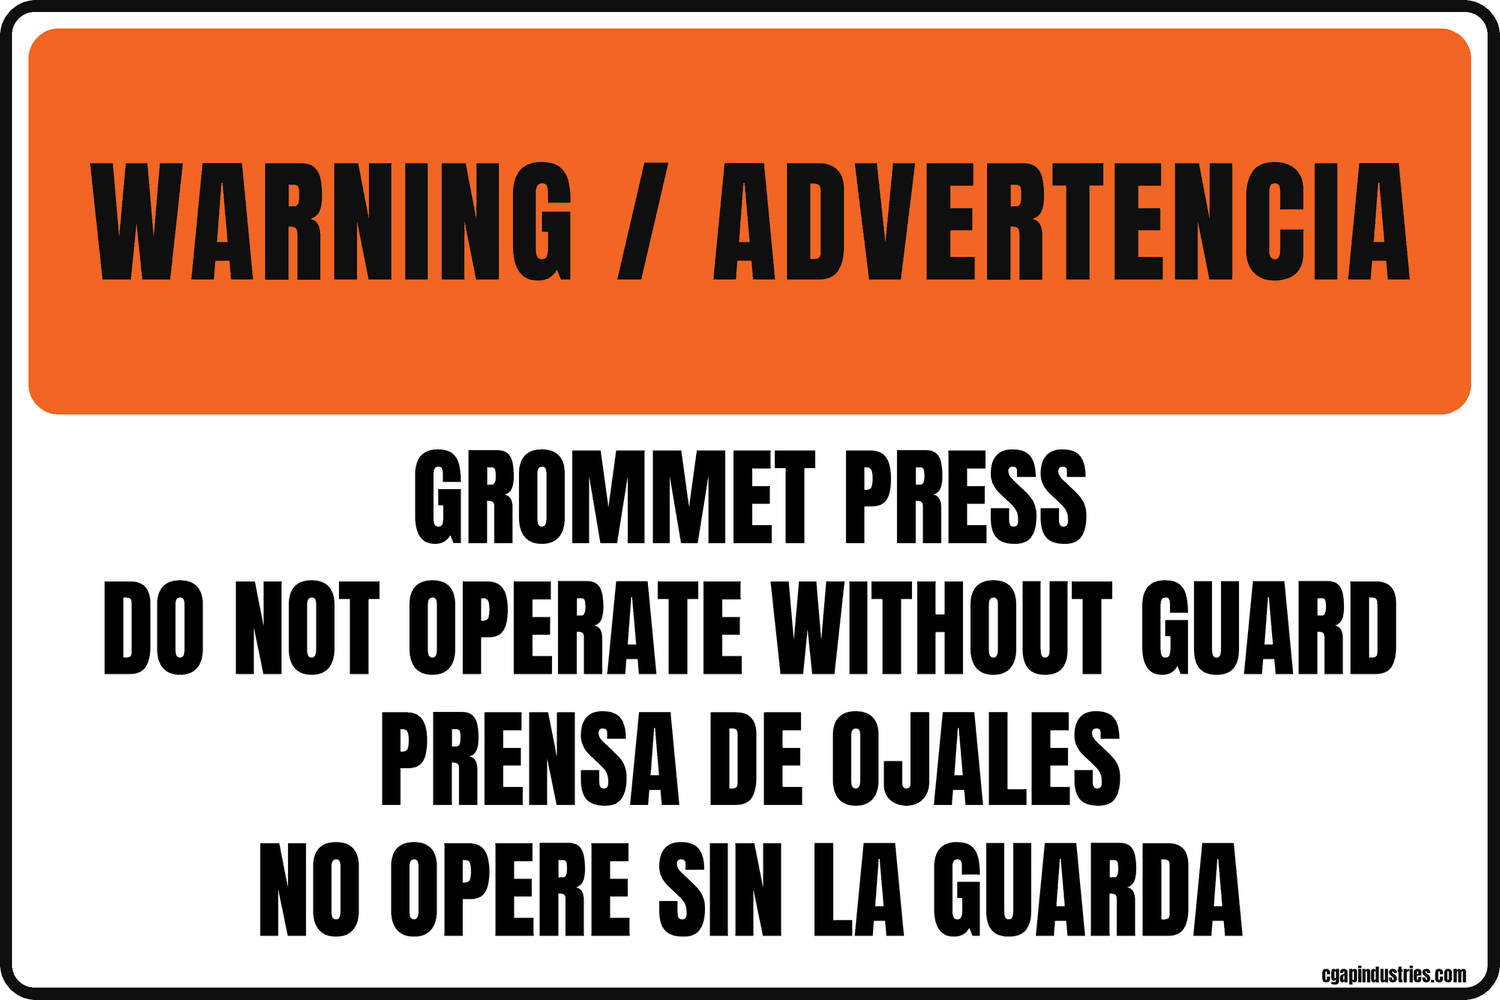 WARNING / ADVERTENCIA
GROMMET PRESS
DO NOT OPERATE WITHOUT GUARD
PRENSA DE OJALES
NO OPERE SIN LA GUARDA
cgapindustries.com